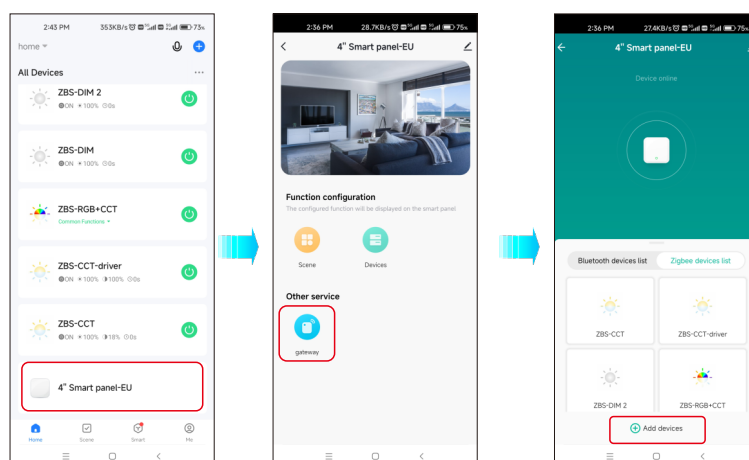 2:43 PM 353KB/s 73%
home
All Devices
ZBS-DIM 2
ON 100% 0s
ZBS-DIM
ON 100% 0s
ZBS-RGB+CCT
Common Functions
ZBS-CCT-driver
ON 100% 100% 0s
ZBS-CCT
ON 100% 18% 0s
4" Smart panel-EU
Home Scene Smart Me
2:36 PM 28.7KB/s 75%
4" Smart panel-EU
Function configuration
The configured function will be displayed on the smart panel
Scene Devices
Other service
gateway
2:36 PM 27.4KB/s 75%
4" Smart panel-EU
Device online
Bluetooth devices list Zigbee devices list
ZBS-CCT ZBS-CCT-driver
ZBS-DIM 2 ZBS-RGB+CCT
Add devices